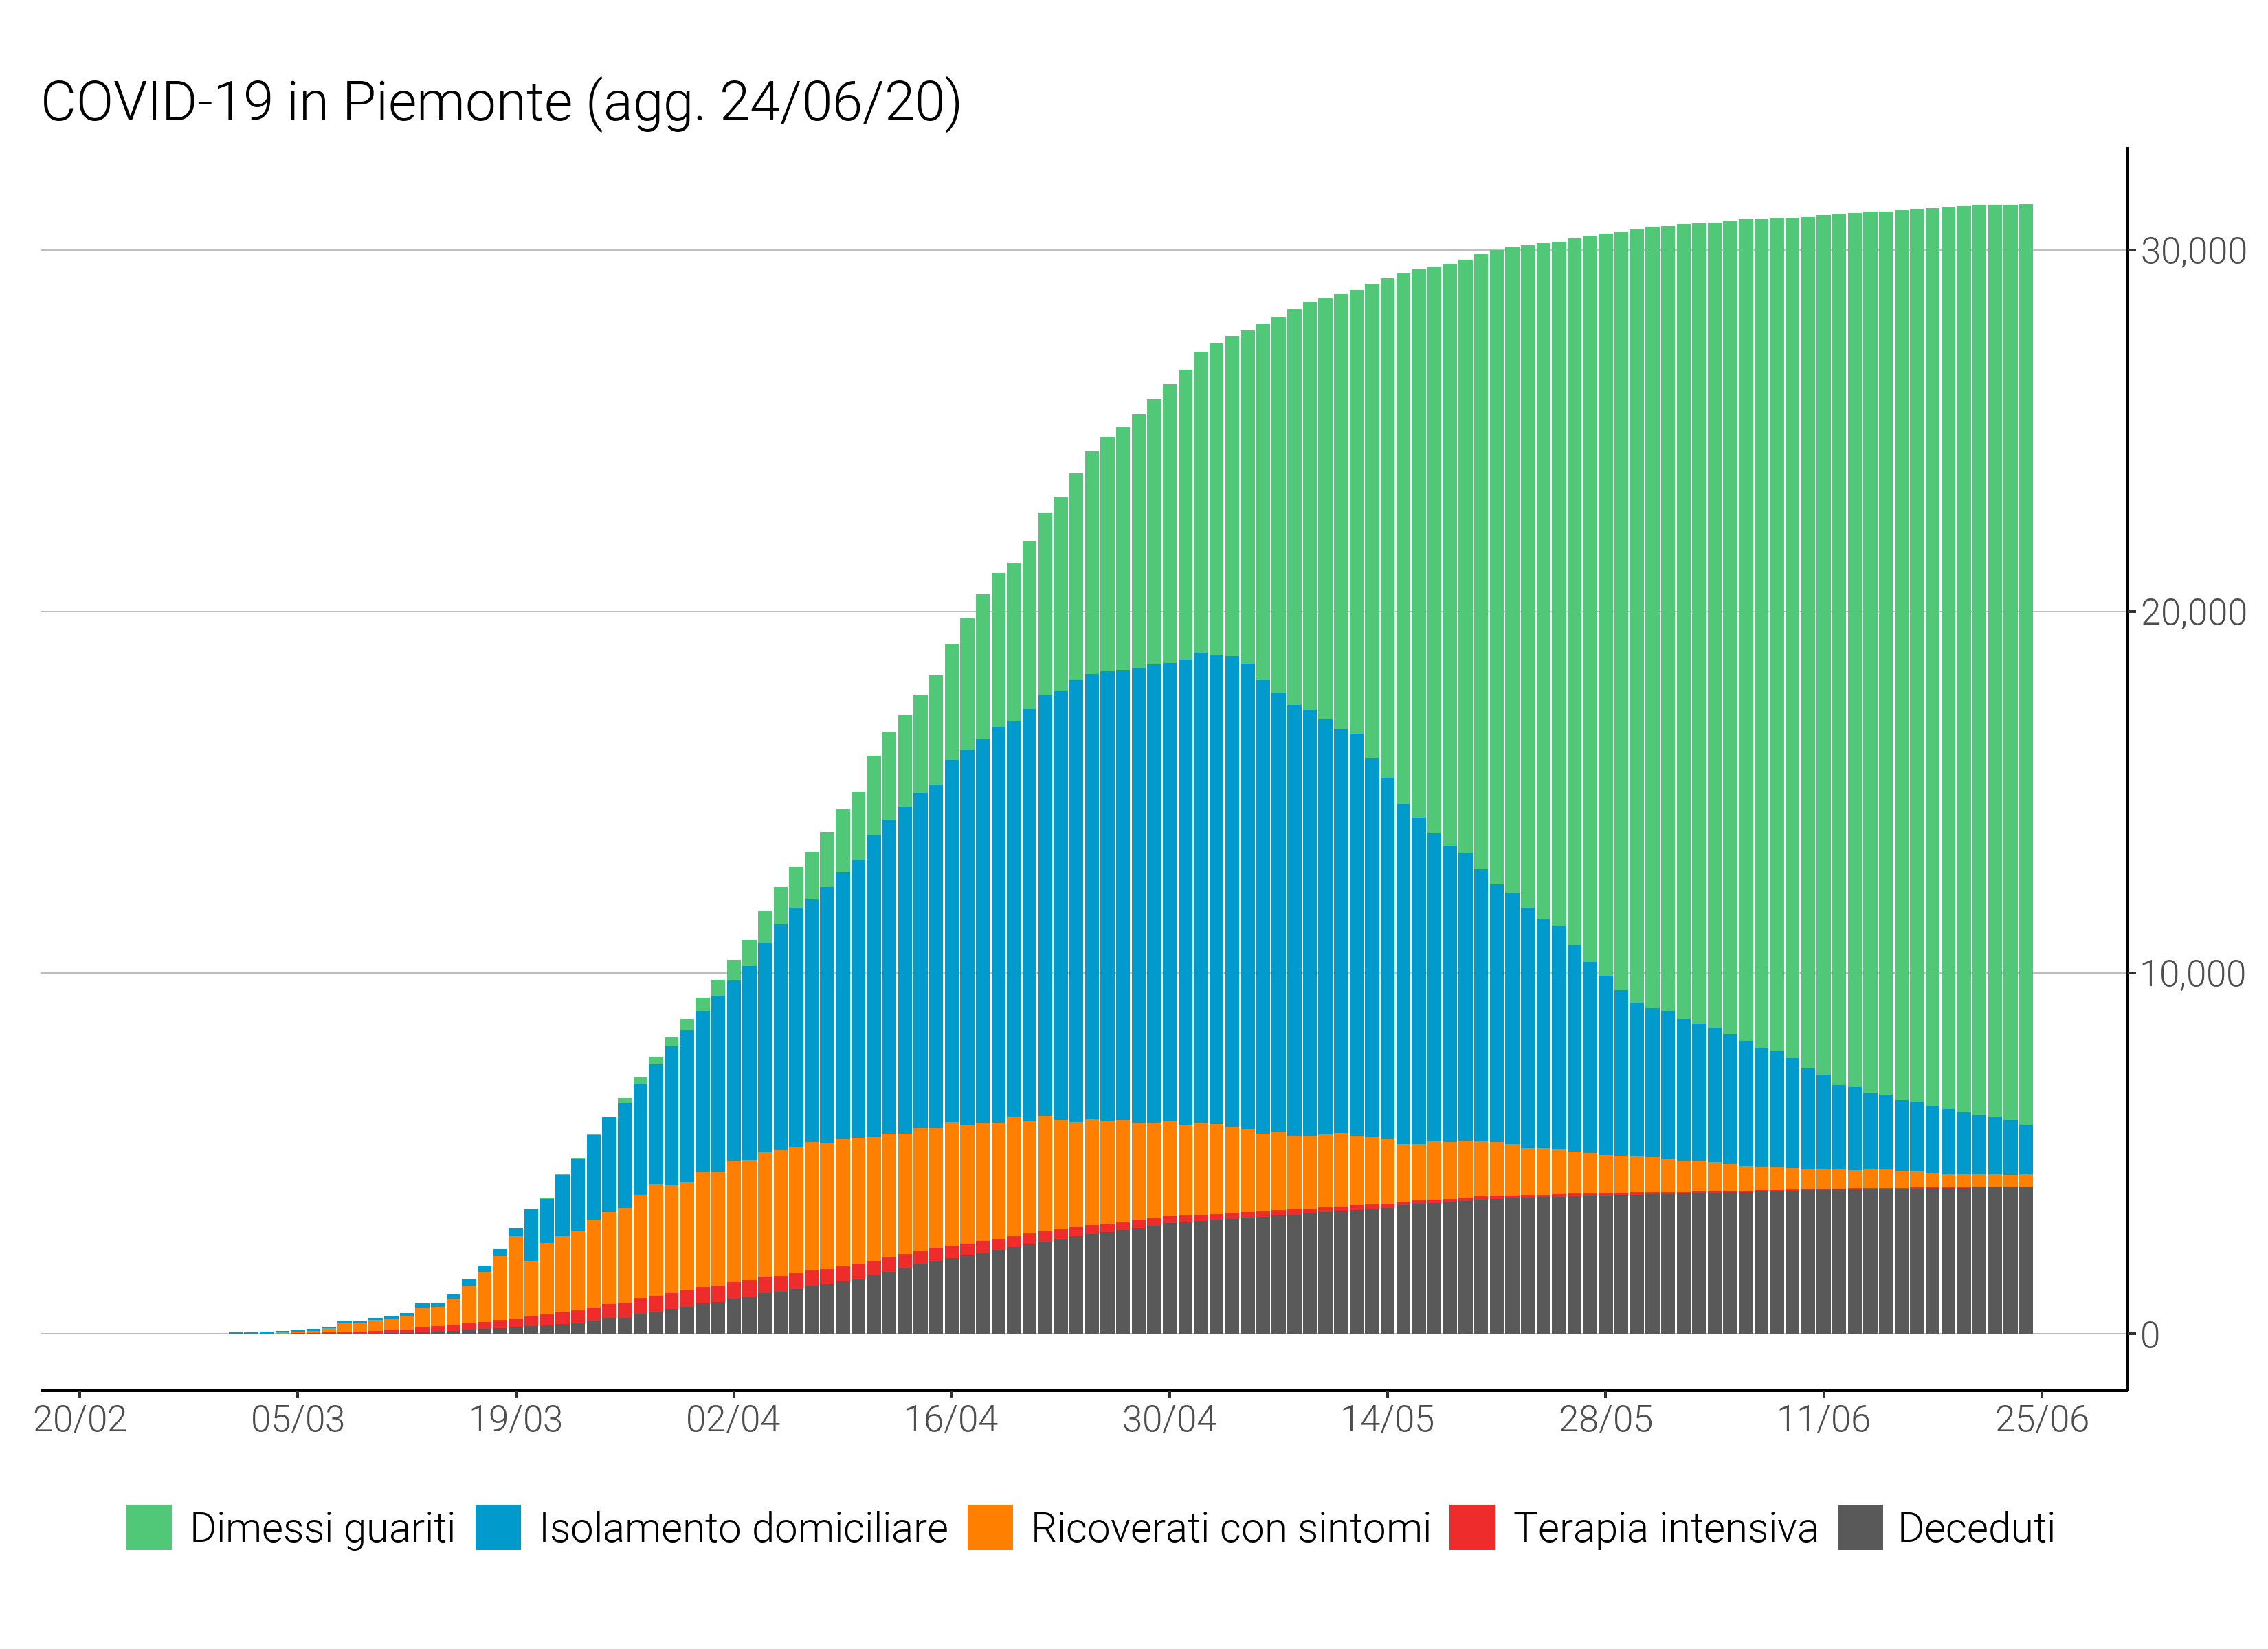 COVID-19 in Piemonte (agg. 24/06/20)
30,000
20,000
10,000
0
20/02 05/03 19/03 02/04 16/04 30/04 14/05 28/05 11/06 25/06
Dimessi guariti Isolamento domiciliare Ricoverati con sintomi Terapia intensiva Deceduti